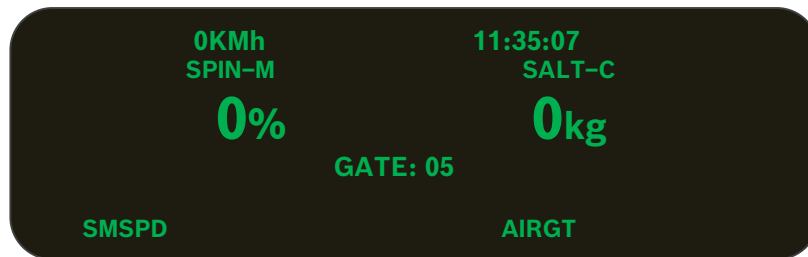 0KMh 11:35:07
SPIN-M SALT-C
0% 0kg
GATE: 05
SMSPD AIRGT